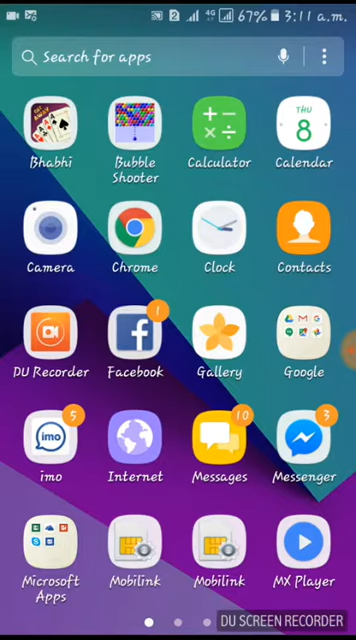 2 4G 67% 3:11 a.m.
Search for apps
THU
8
Bhabhi
Bubble Shooter
Calculator
Calendar
Camera
Chrome
Clock
Contacts
1
DU Recorder
Facebook
Gallery
Google
5
imo
10
3
imo
Internet
Messages
Messenger
Microsoft Apps
Mobilink
Mobilink
MX Player
DU SCREEN RECORDER